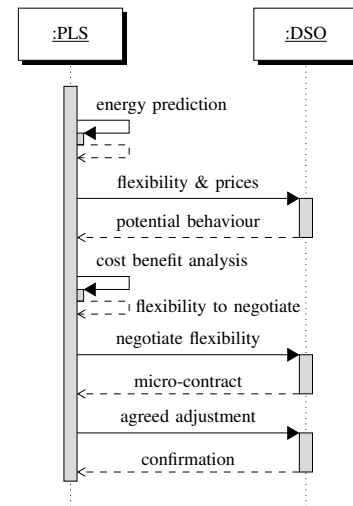 :PLS
:DSO
energy prediction
flexibility & prices
potential behaviour
cost benefit analysis
flexibility to negotiate
negotiate flexibility
micro-contract
agreed adjustment
confirmation